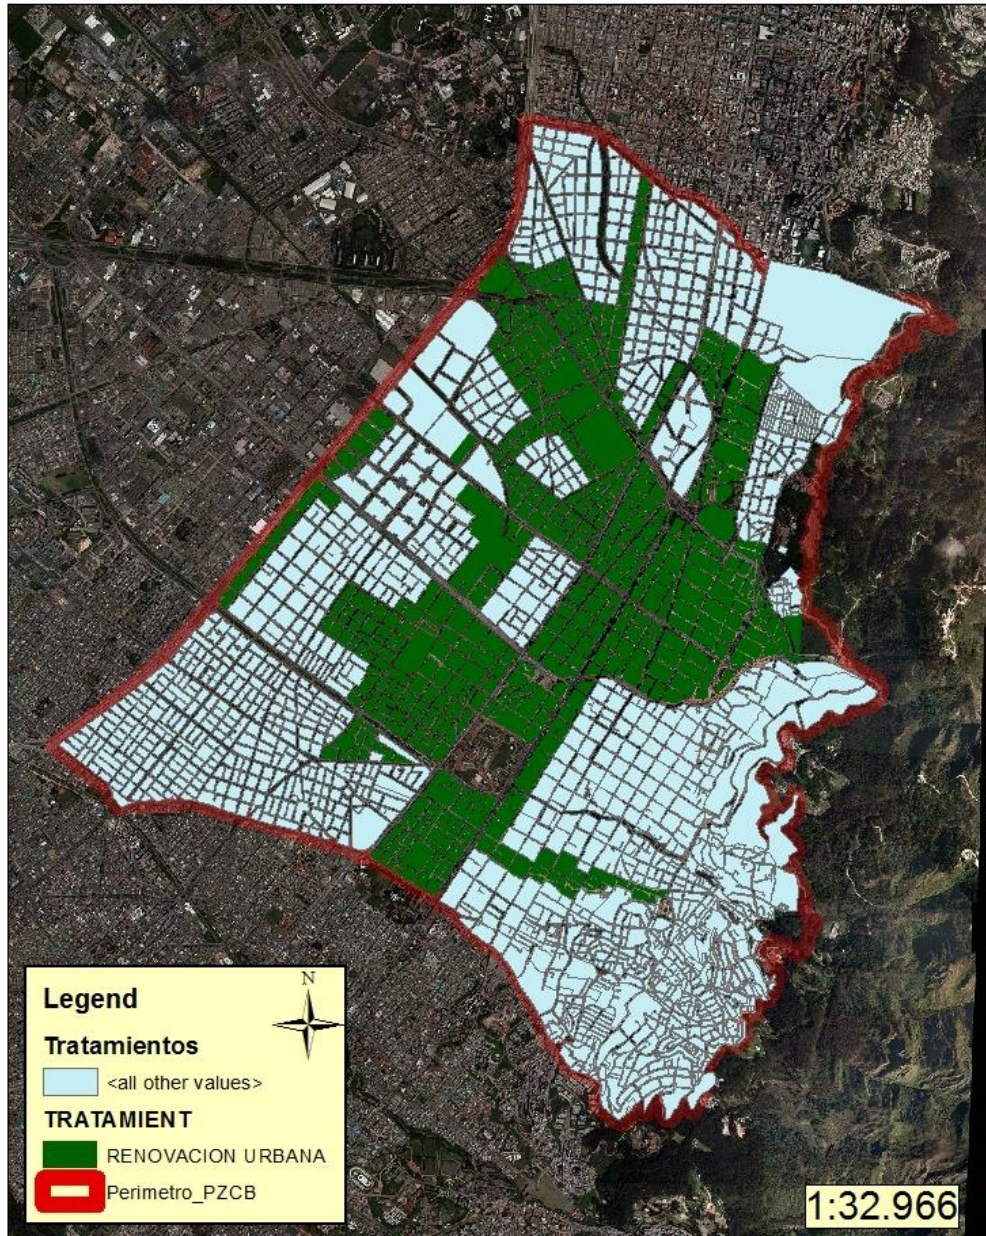 Legend
N
Tratamientos
<all other values>
TRATAMIENT
RENOVACION URBANA
Perimetro_PZCB
1:32.966